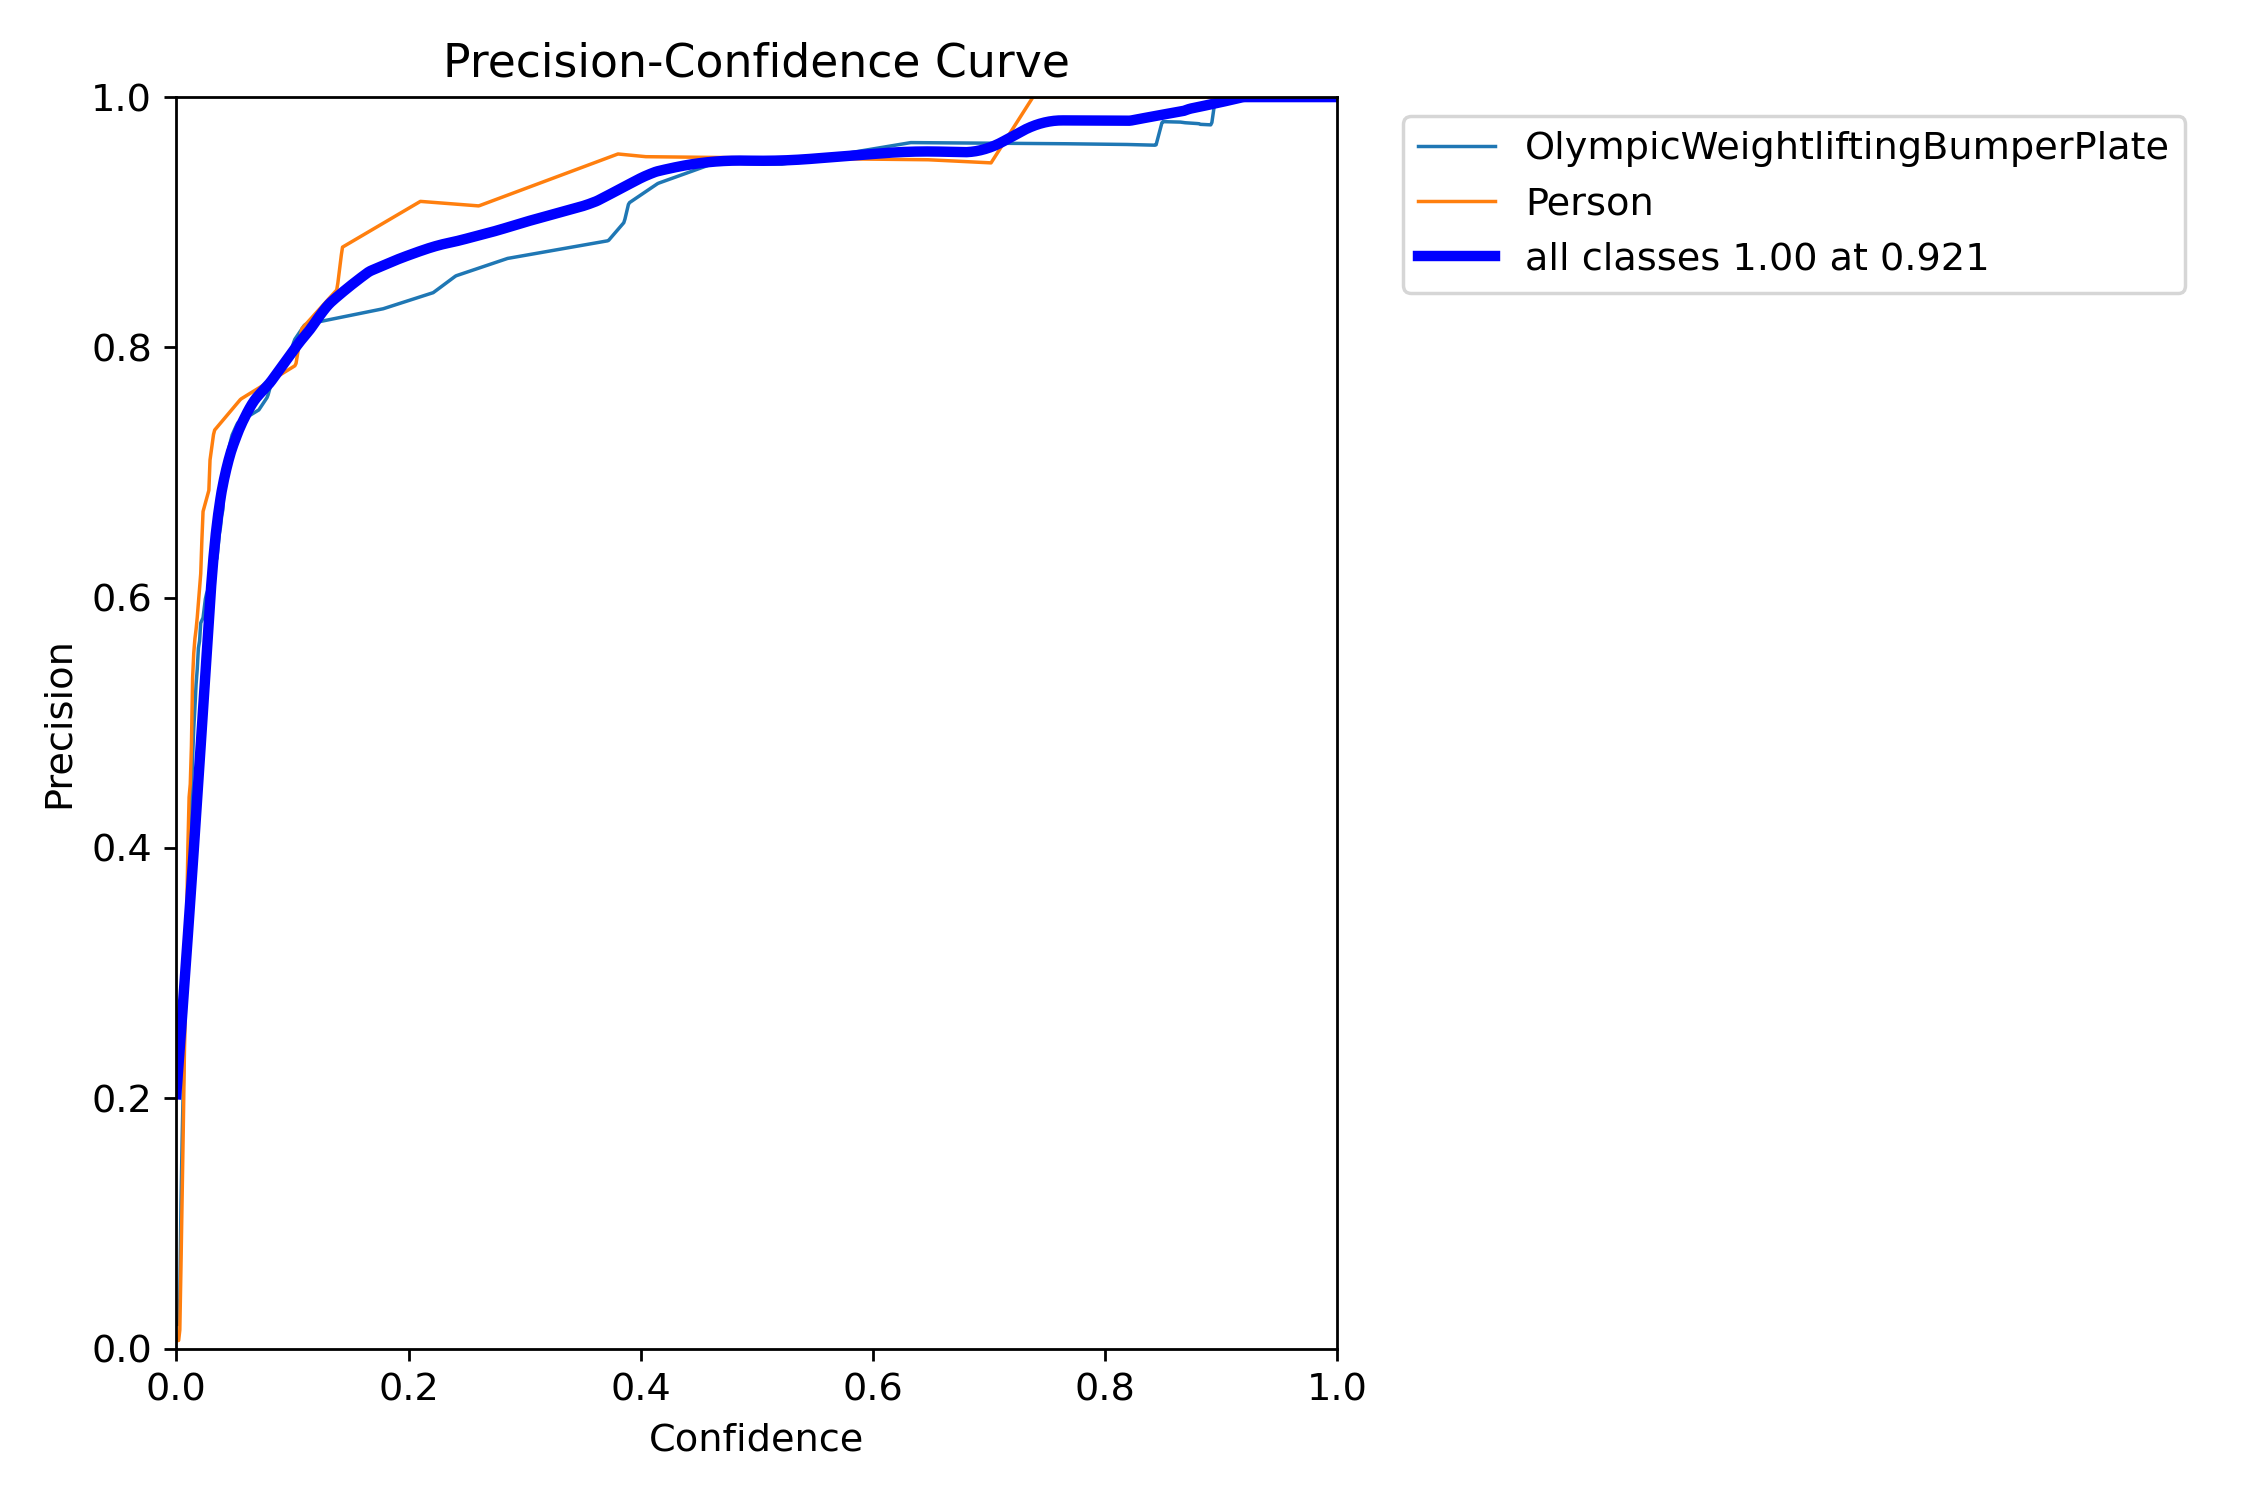 Precision-Confidence Curve
1.0
0.8
0.6
0.4
0.2
0.0
Precision
0.0 0.2 0.4 0.6 0.8 1.0
Confidence
OlympicWeightliftingBumperPlate
Person
all classes 1.00 at 0.921